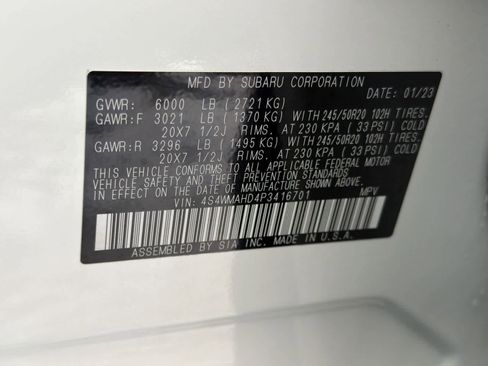 MFD BY SUBARU CORPORATION
DATE: 01/23
GVWR: 6000 LB (2721 KG)
GAWR:F 3021 LB (1370 KG) WITH 245/50R20 102H TIRES,
20X7 1/2J RIMS, AT 230 KPA (33 PSI) COLD
GAWR:R 3296 LB (1495 KG) WITH 245/50R20 102H TIRES,
20X7 1/2J RIMS, AT 230 KPA (33 PSI) COLD
THIS VEHICLE CONFORMS TO ALL APPLICABLE FEDERAL MOTOR
VEHICLE SAFETY AND THEFT PREVENTION STANDARDS
IN EFFECT ON THE DATE OF MANUFACTURE SHOWN ABOVE.
VIN: 4S4WMAHD4P3416701 MPV
ASSEMBLED BY SIA INC. MADE IN U.S.A.